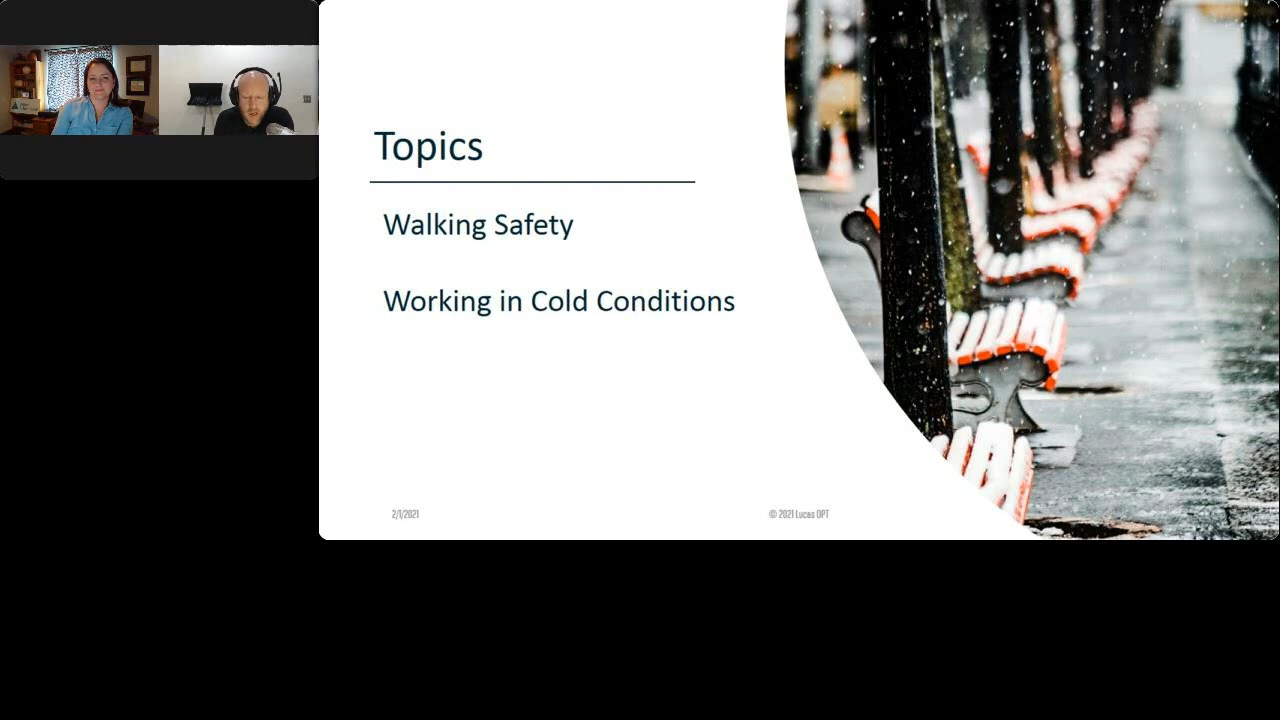 Topics
Walking Safety
Working in Cold Conditions
2/1/2021
© 2021 Lucas OPT